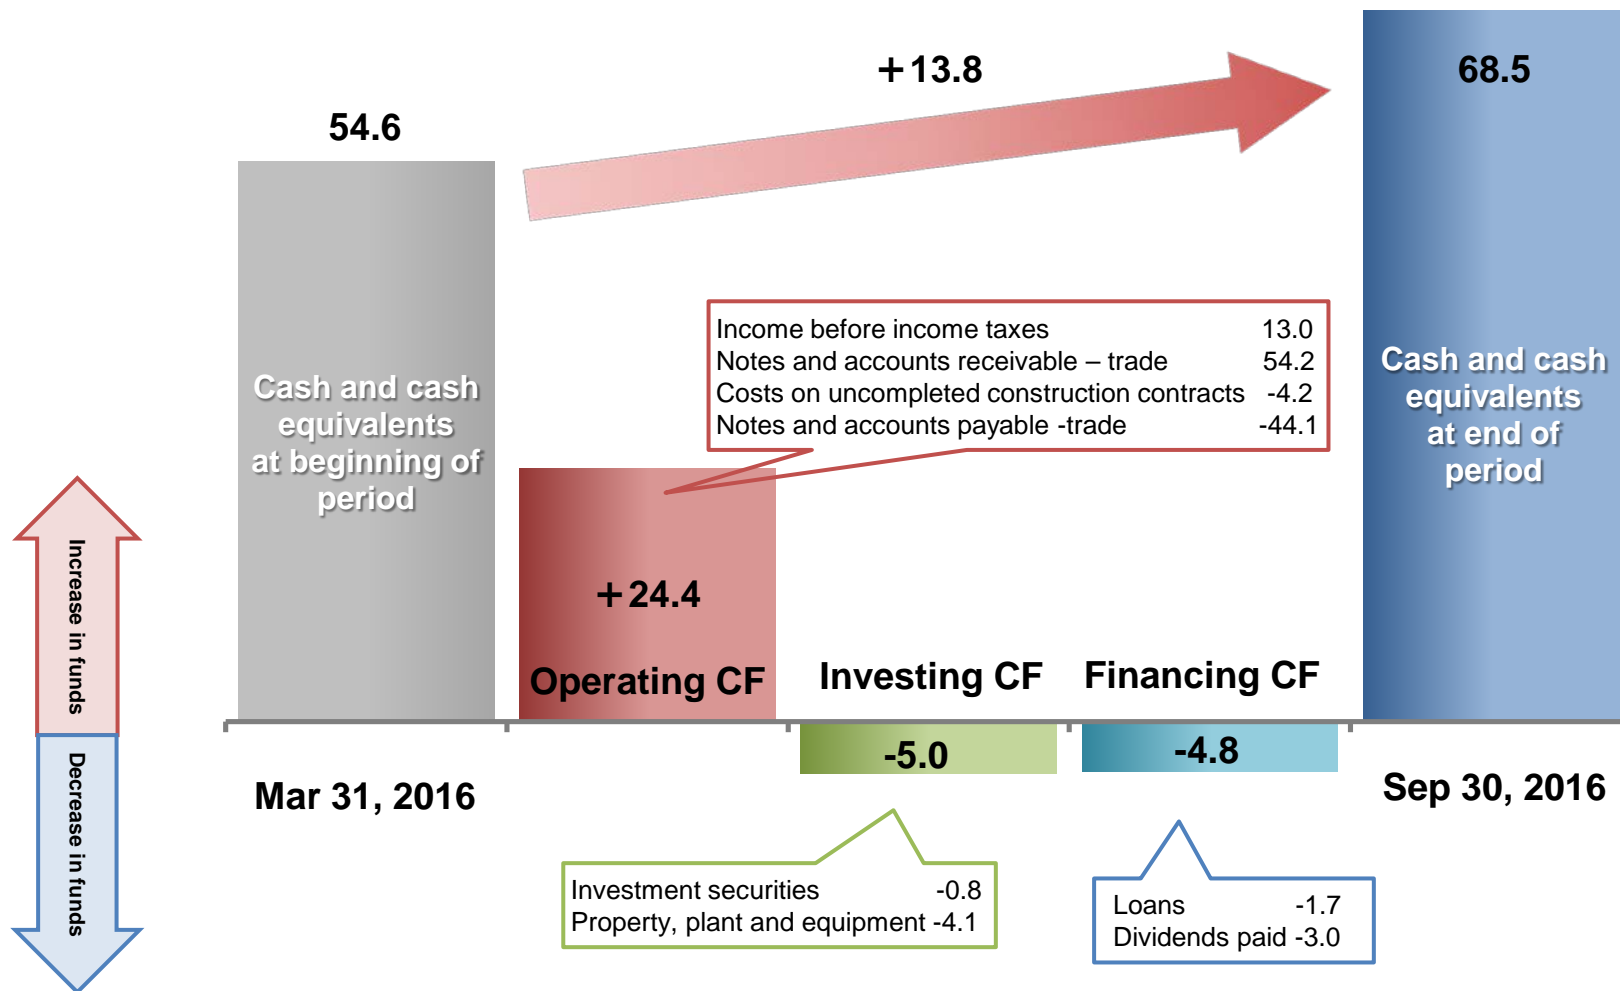 +13.8
68.5
54.6
Income before income taxes 13.0
Notes and accounts receivable – trade 54.2
Costs on uncompleted construction contracts -4.2
Notes and accounts payable -trade -44.1
Cash and cash
equivalents
at beginning of
period
Cash and cash
equivalents
at end of
period
Increase in funds
+24.4
Operating CF
Investing CF
Financing CF
-5.0
-4.8
Decrease in funds
Mar 31, 2016
Sep 30, 2016
Investment securities -0.8
Property, plant and equipment -4.1
Loans -1.7
Dividends paid -3.0